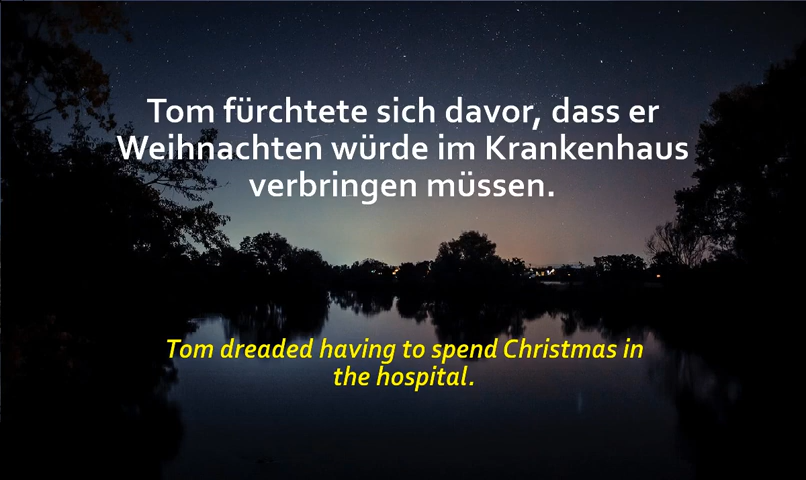 Tom fürchtete sich davor, dass er
Weihnachten würde im Krankenhaus
verbringen müssen.
Tom dreaded having to spend Christmas in
the hospital.